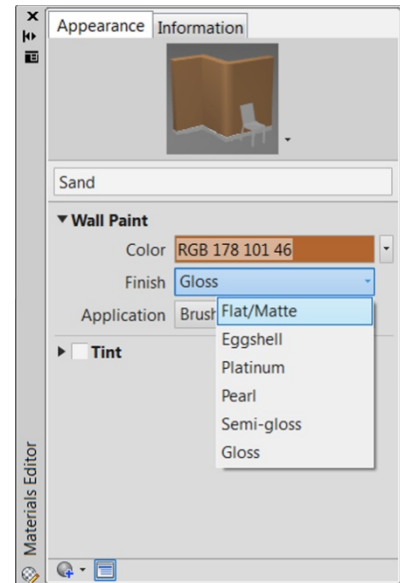 Appearance Information
Sand
Wall Paint
Color RGB 178 101 46
Finish Gloss
Application Brush
Flat/Matte
Eggshell
Platinum
Pearl
Semi-gloss
Gloss
Tint
Materials Editor